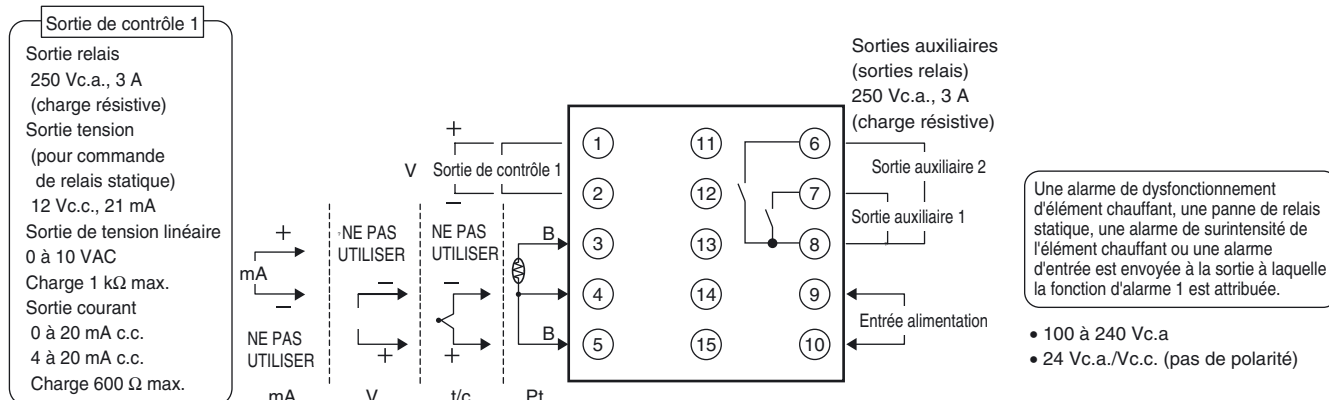 Sortie de contrôle 1
Sortie relais
250 Vc.a., 3 A
(charge résistive)
Sortie tension
(pour commande
de relais statique)
12 Vc.c., 21 mA
Sortie de tension linéaire
0 à 10 VAC
Charge 1 kΩ max.
Sortie courant
0 à 20 mA c.c.
4 à 20 mA c.c.
Charge 600 Ω max.
+
mA
−
NE PAS
UTILISER
mA
NE PAS
UTILISER
−
+
V
NE PAS
UTILISER
−
+
t/c
B
B
Pt
+
V Sortie de contrôle 1
−
1
2
3
4
5
11
12
13
14
15
6
7
8
9
10
Sorties auxiliaires
(sorties relais)
250 Vc.a., 3 A
(charge résistive)
Sortie auxiliaire 2
Sortie auxiliaire 1
Entrée alimentation
Une alarme de dysfonctionnement
d'élément chauffant, une panne de relais
statique, une alarme de surintensité de
l'élément chauffant ou une alarme
d'entrée est envoyée à la sortie à laquelle
la fonction d'alarme 1 est attribuée.
• 100 à 240 Vc.a
• 24 Vc.a./Vc.c. (pas de polarité)